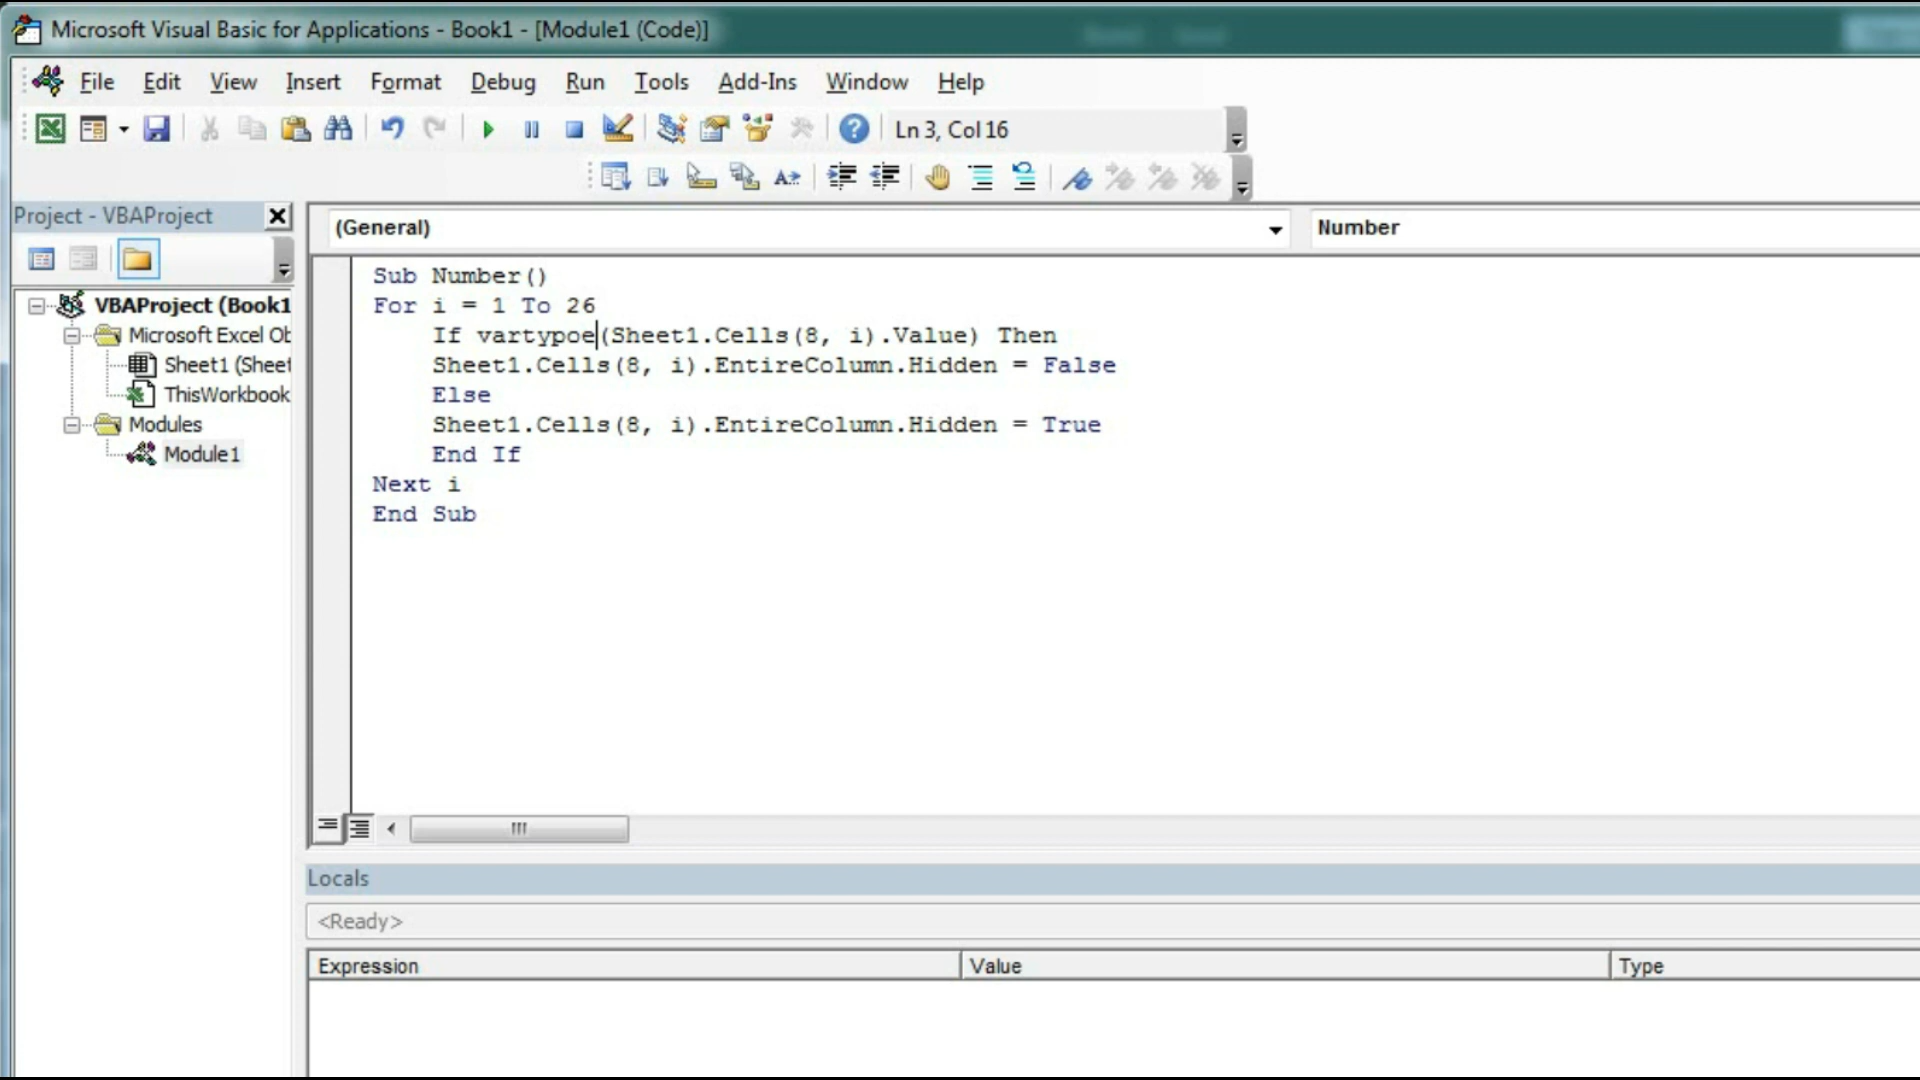 Microsoft Visual Basic for Applications - Book1 - [Module1 (Code)]
File Edit View Insert Format Debug Run Tools Add-Ins Window Help
Ln 3, Col 16
Project - VBAProject
(General) Number
VBAProject (Book1
Microsoft Excel Ob
Sheet1 (Sheet
ThisWorkbook
Modules
Module1
Sub Number()
For i = 1 To 26
If vartypoe(Sheet1.Cells(8, i).Value) Then
Sheet1.Cells(8, i).EntireColumn.Hidden = False
Else
Sheet1.Cells(8, i).EntireColumn.Hidden = True
End If
Next i
End Sub
Locals
<Ready>
Expression Value Type